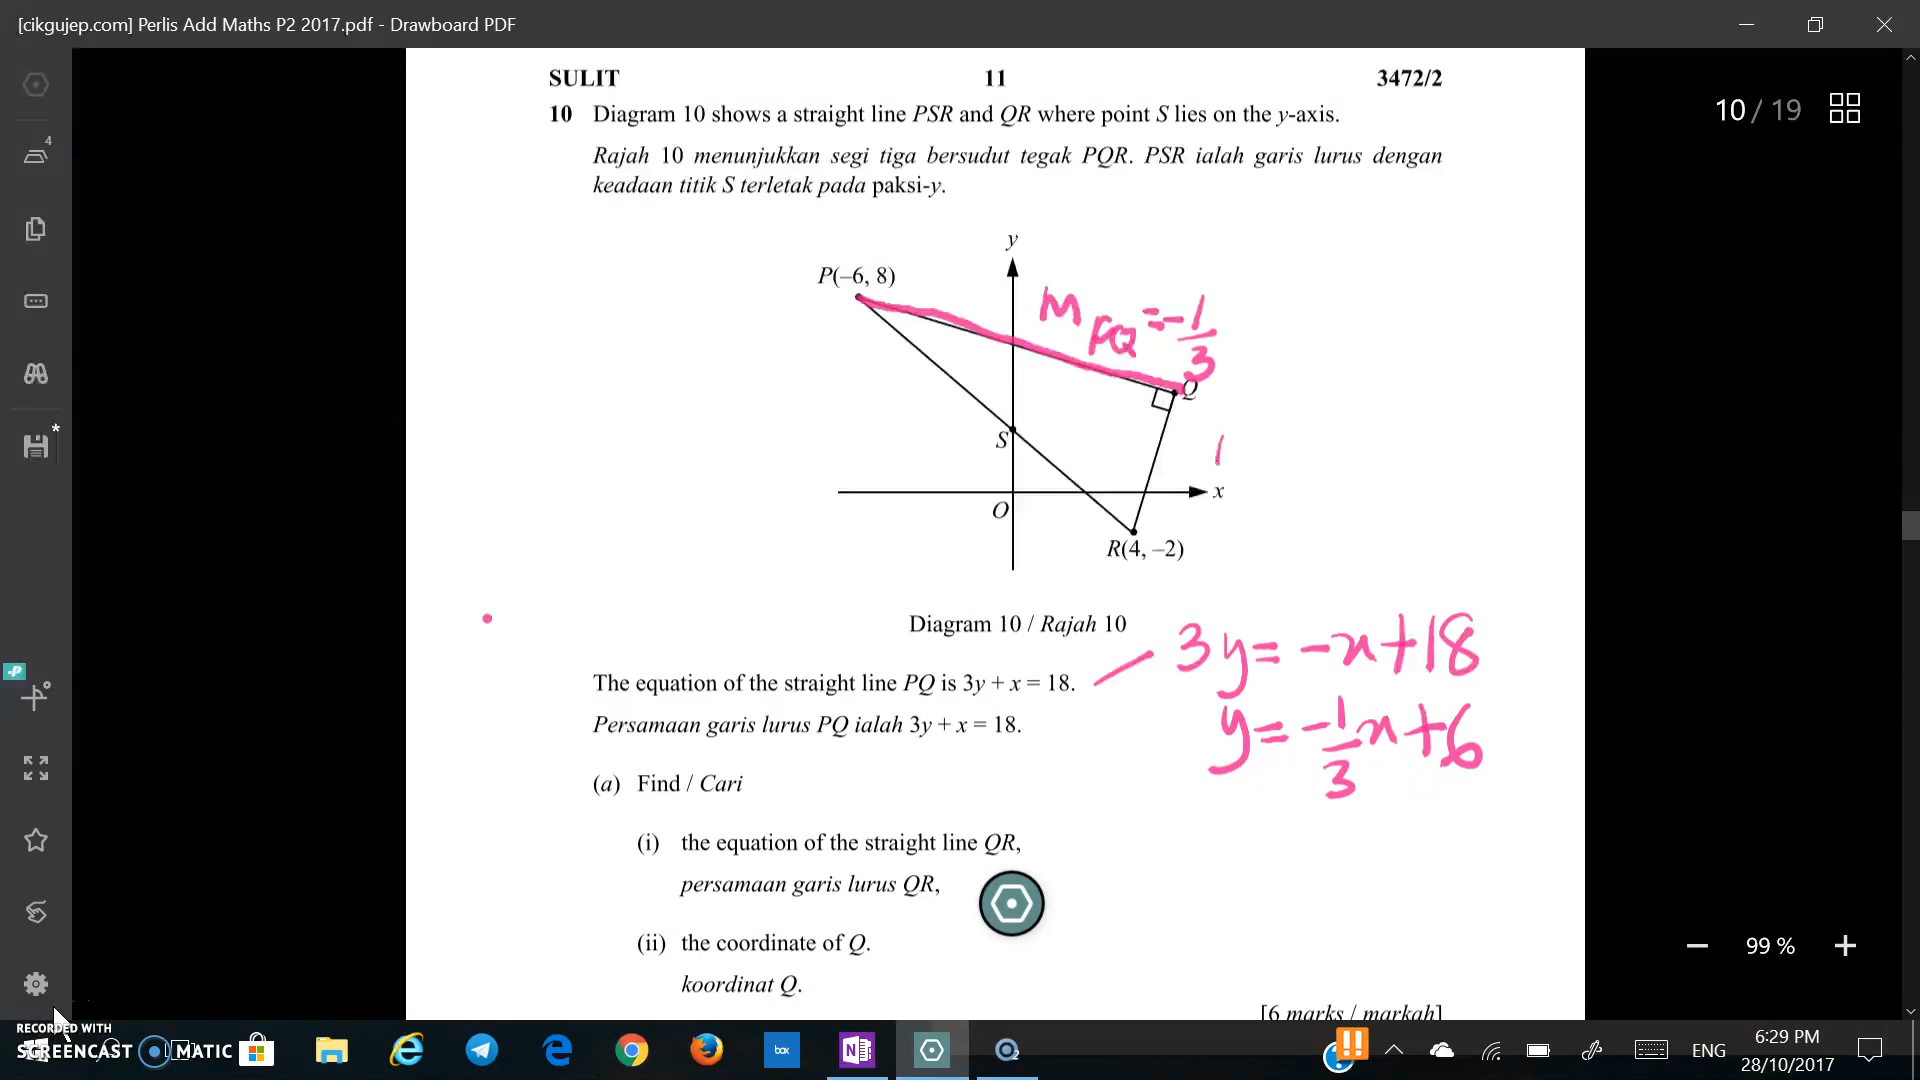 [cikgujep.com] Perlis Add Maths P2 2017.pdf - Drawboard PDF
SULIT 11 3472/2
10 / 19
10 Diagram 10 shows a straight line PSR and QR where point S lies on the y-axis.
Rajah 10 menunjukkan segi tiga bersudut tegak PQR. PSR ialah garis lurus dengan
keadaan titik S terletak pada paksi-y.
4
y
P(–6, 8)
M PQ = -1/3
Q
S
x
O
R(4, –2)
Diagram 10 / Rajah 10
3y = -x + 18
The equation of the straight line PQ is 3y + x = 18.
Persamaan garis lurus PQ ialah 3y + x = 18.
y = -1/3 x + 6
(a) Find / Cari
(i) the equation of the straight line QR,
persamaan garis lurus QR,
(ii) the coordinate of Q.
koordinat Q.
99 %
[6 marks / markah]
RECORDED WITH
SCREENCAST MATIC
box
N
ENG
6:29 PM
28/10/2017